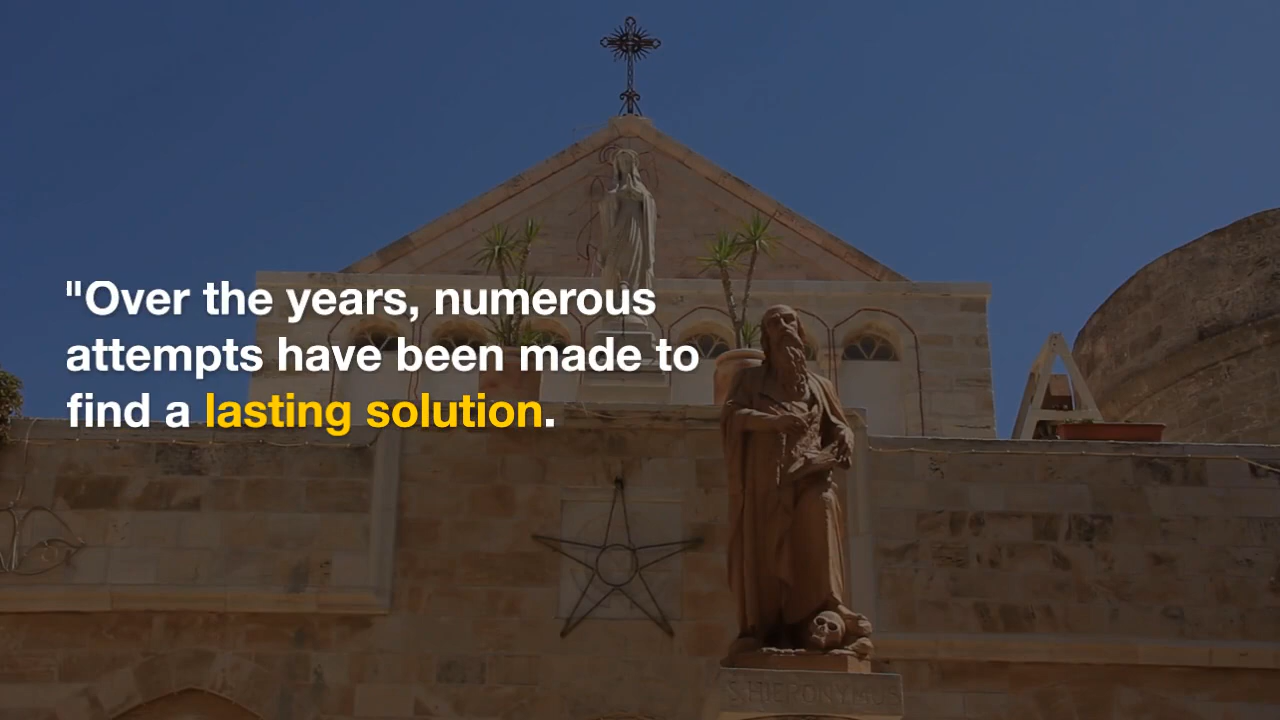 "Over the years, numerous
attempts have been made to
find a lasting solution.
S HIERONYMUS